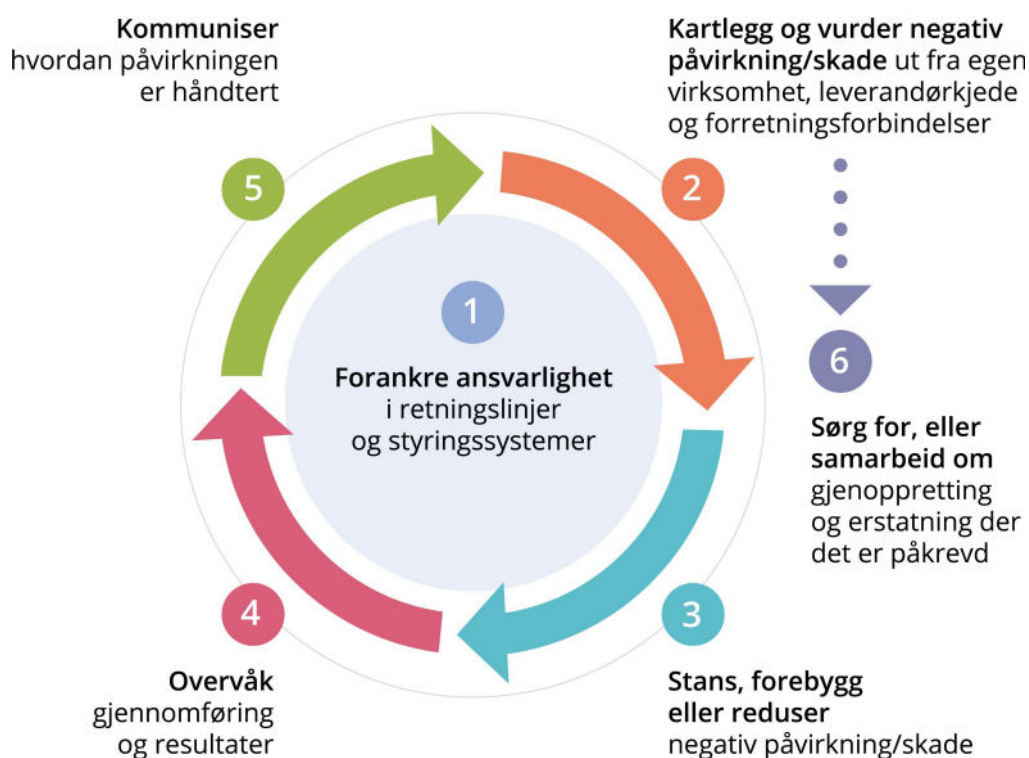 Kommuniser
hvordan påvirkningen
er håndtert
5
Kartlegg og vurder negativ
påvirkning/skade ut fra egen
virksomhet, leverandørkjede
og forretningsforbindelser
2
1
Forankre ansvarlighet
i retningslinjer
og styringssystemer
6
Sørg for, eller
samarbeid om
gjenoppretting
og erstatning der
det er påkrevd
4
Overvåk
gjennomføring
og resultater
3
Stans, forebygg
eller reduser
negativ påvirkning/skade